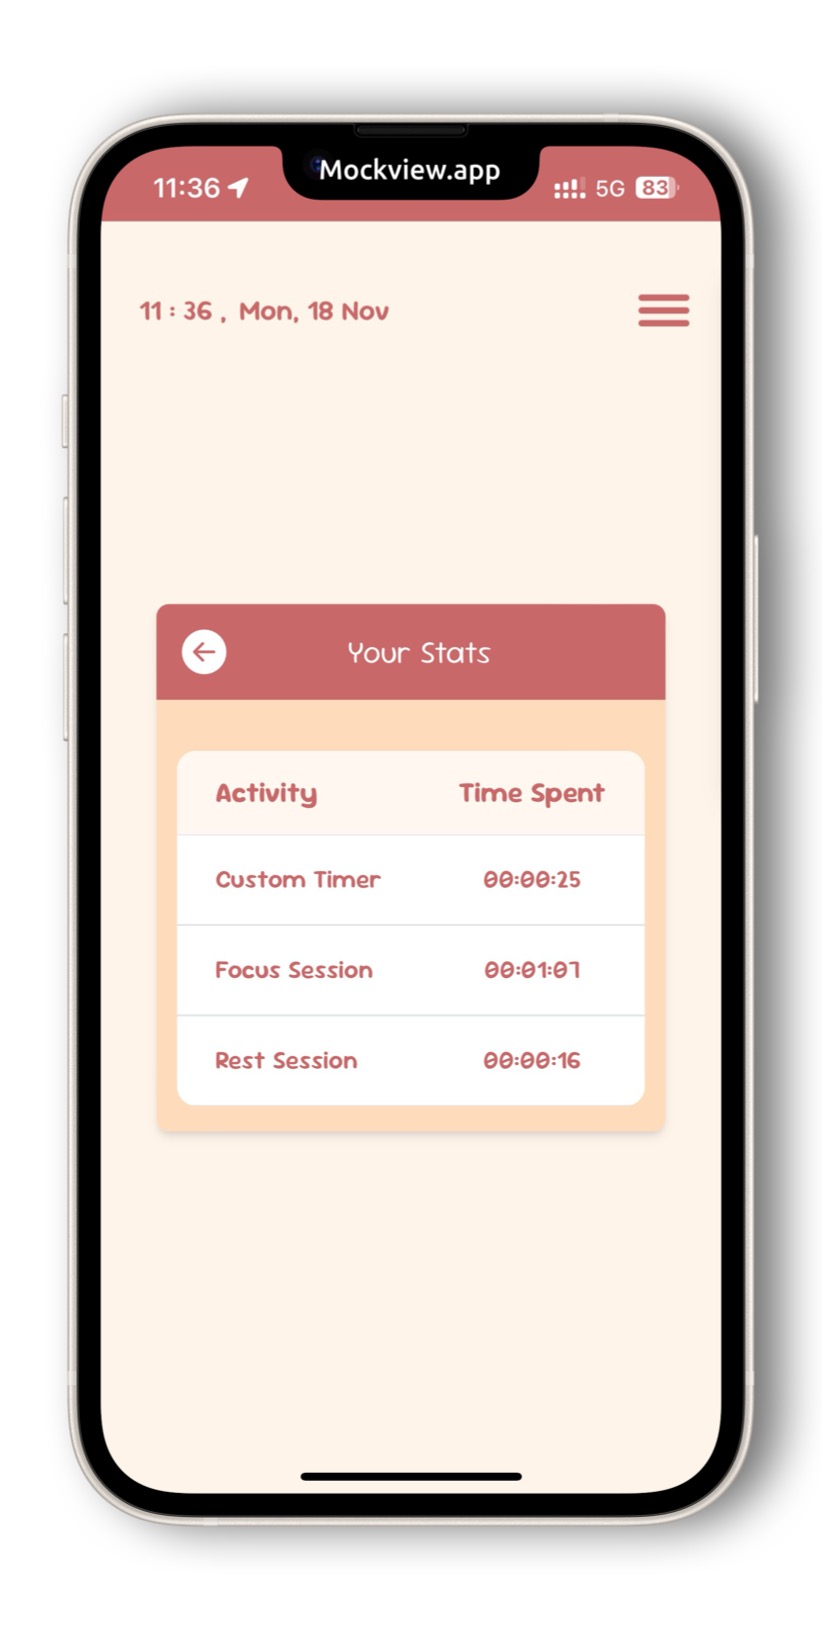 Mockview.app
11:36 5G 83
11 : 36 , Mon, 18 Nov
Your Stats
Activity Time Spent
Custom Timer 00:00:25
Focus Session 00:01:07
Rest Session 00:00:16